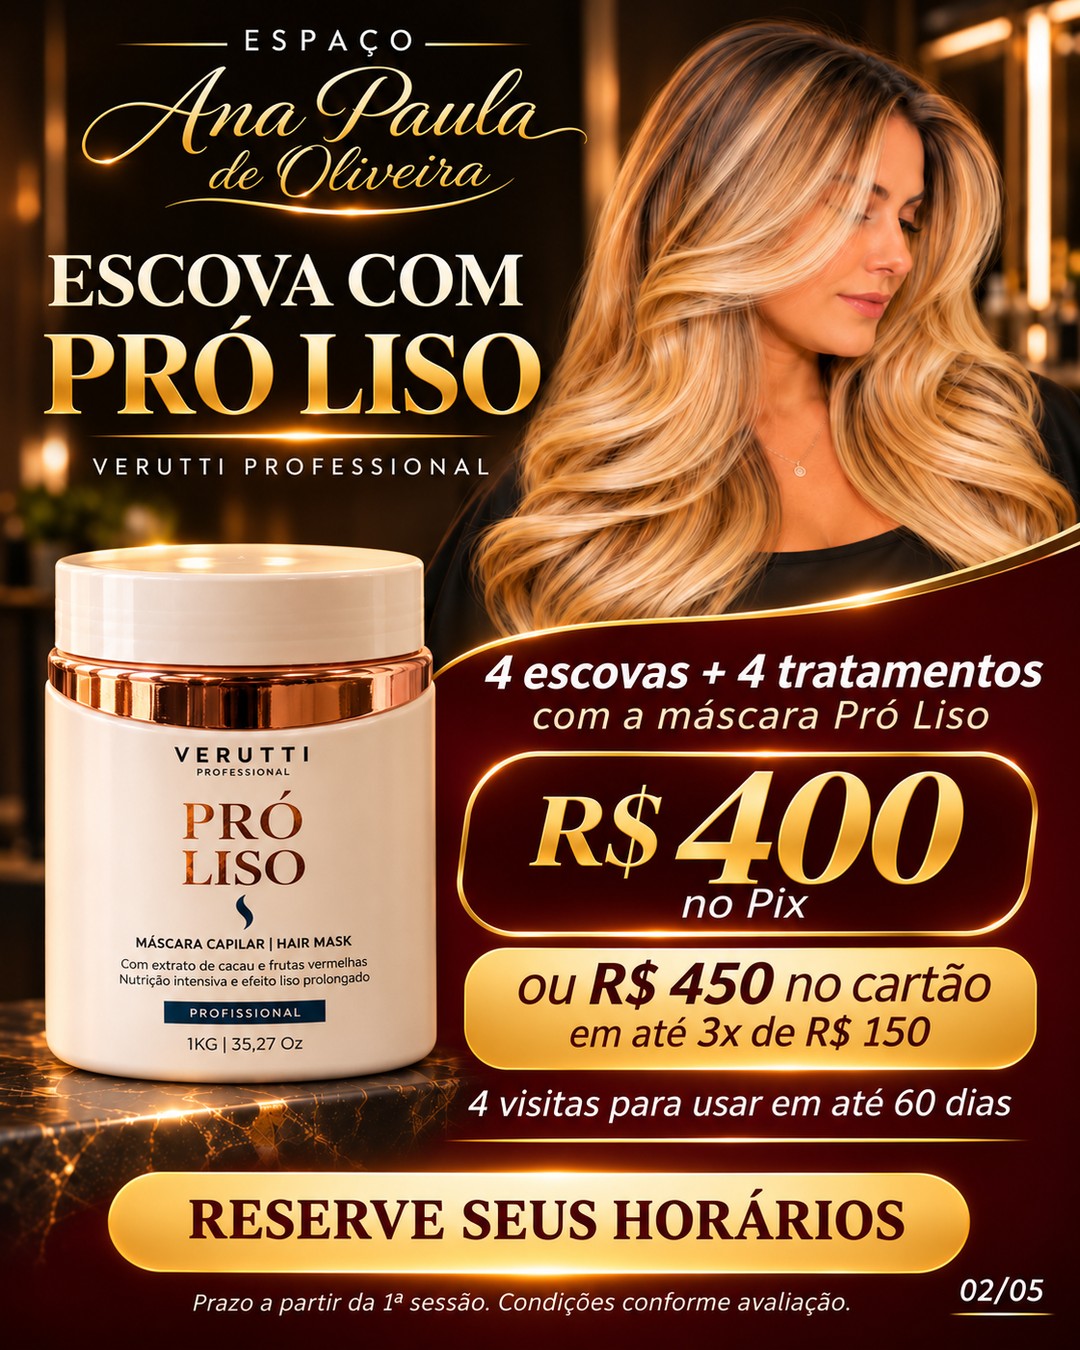 ESPAÇO
Ana Paula
de Oliveira
ESCOVA COM
PRÓ LISO
VERUTTI PROFESSIONAL
VERUTTI
PROFESSIONAL
PRÓ
LISO
MÁSCARA CAPILAR | HAIR MASK
Com extrato de cacau e frutas vermelhas
Nutrição intensiva e efeito liso prolongado
PROFISSIONAL
1KG | 35,27 Oz
4 escovas + 4 tratamentos
com a máscara Pró Liso
R$ 400
no Pix
ou R$ 450 no cartão
em até 3x de R$ 150
4 visitas para usar em até 60 dias
RESERVE SEUS HORÁRIOS
Prazo a partir da 1ª sessão. Condições conforme avaliação.
02/05